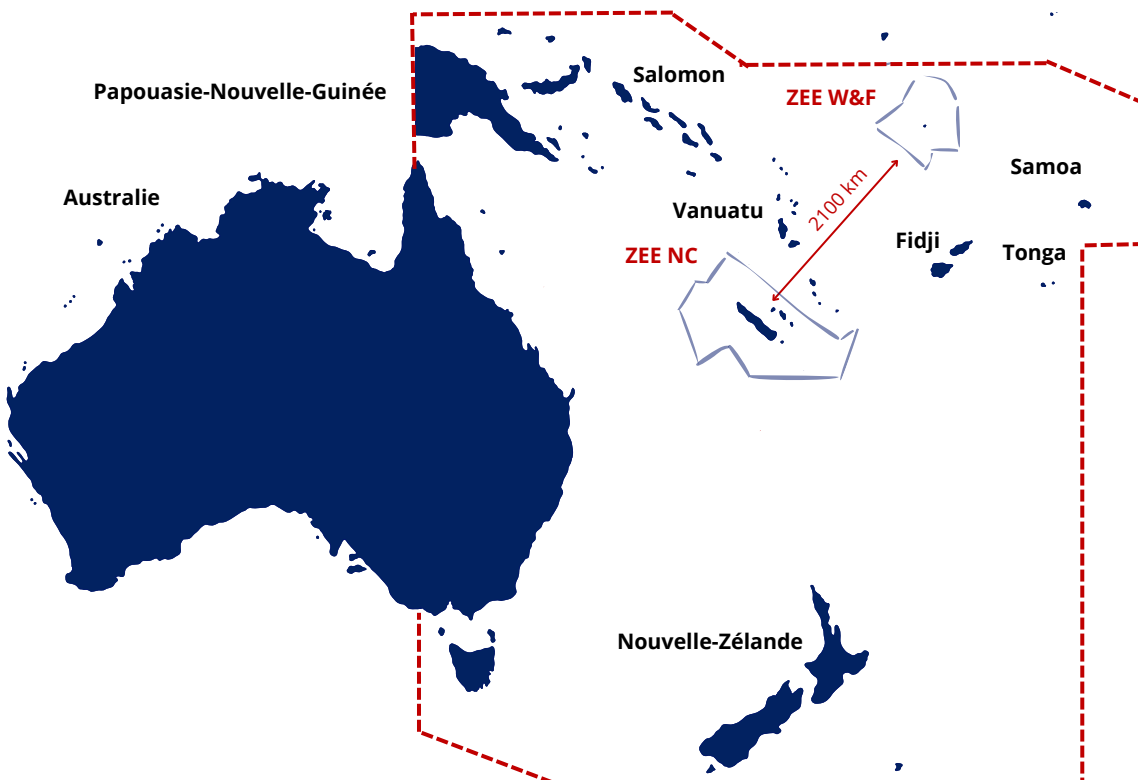 Salomon
Papouasie-Nouvelle-Guinée
ZEE W&F
Samoa
Australie
2100 km
Vanuatu
Fidji
Tonga
ZEE NC
Nouvelle-Zélande